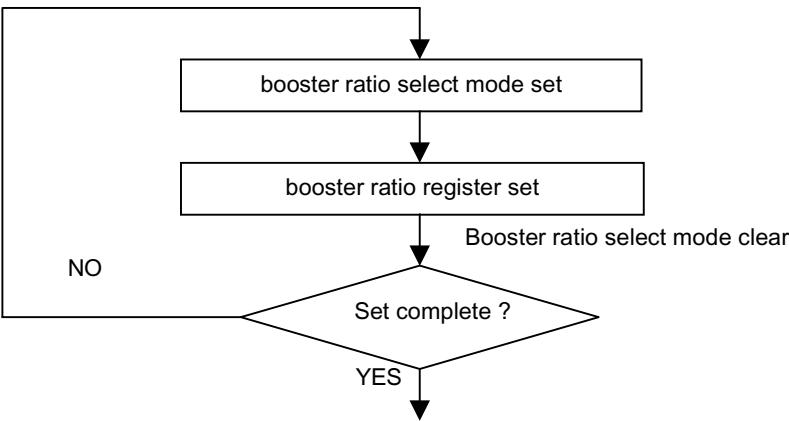 booster ratio select mode set
booster ratio register set
Booster ratio select mode clear
NO
Set complete ?
YES